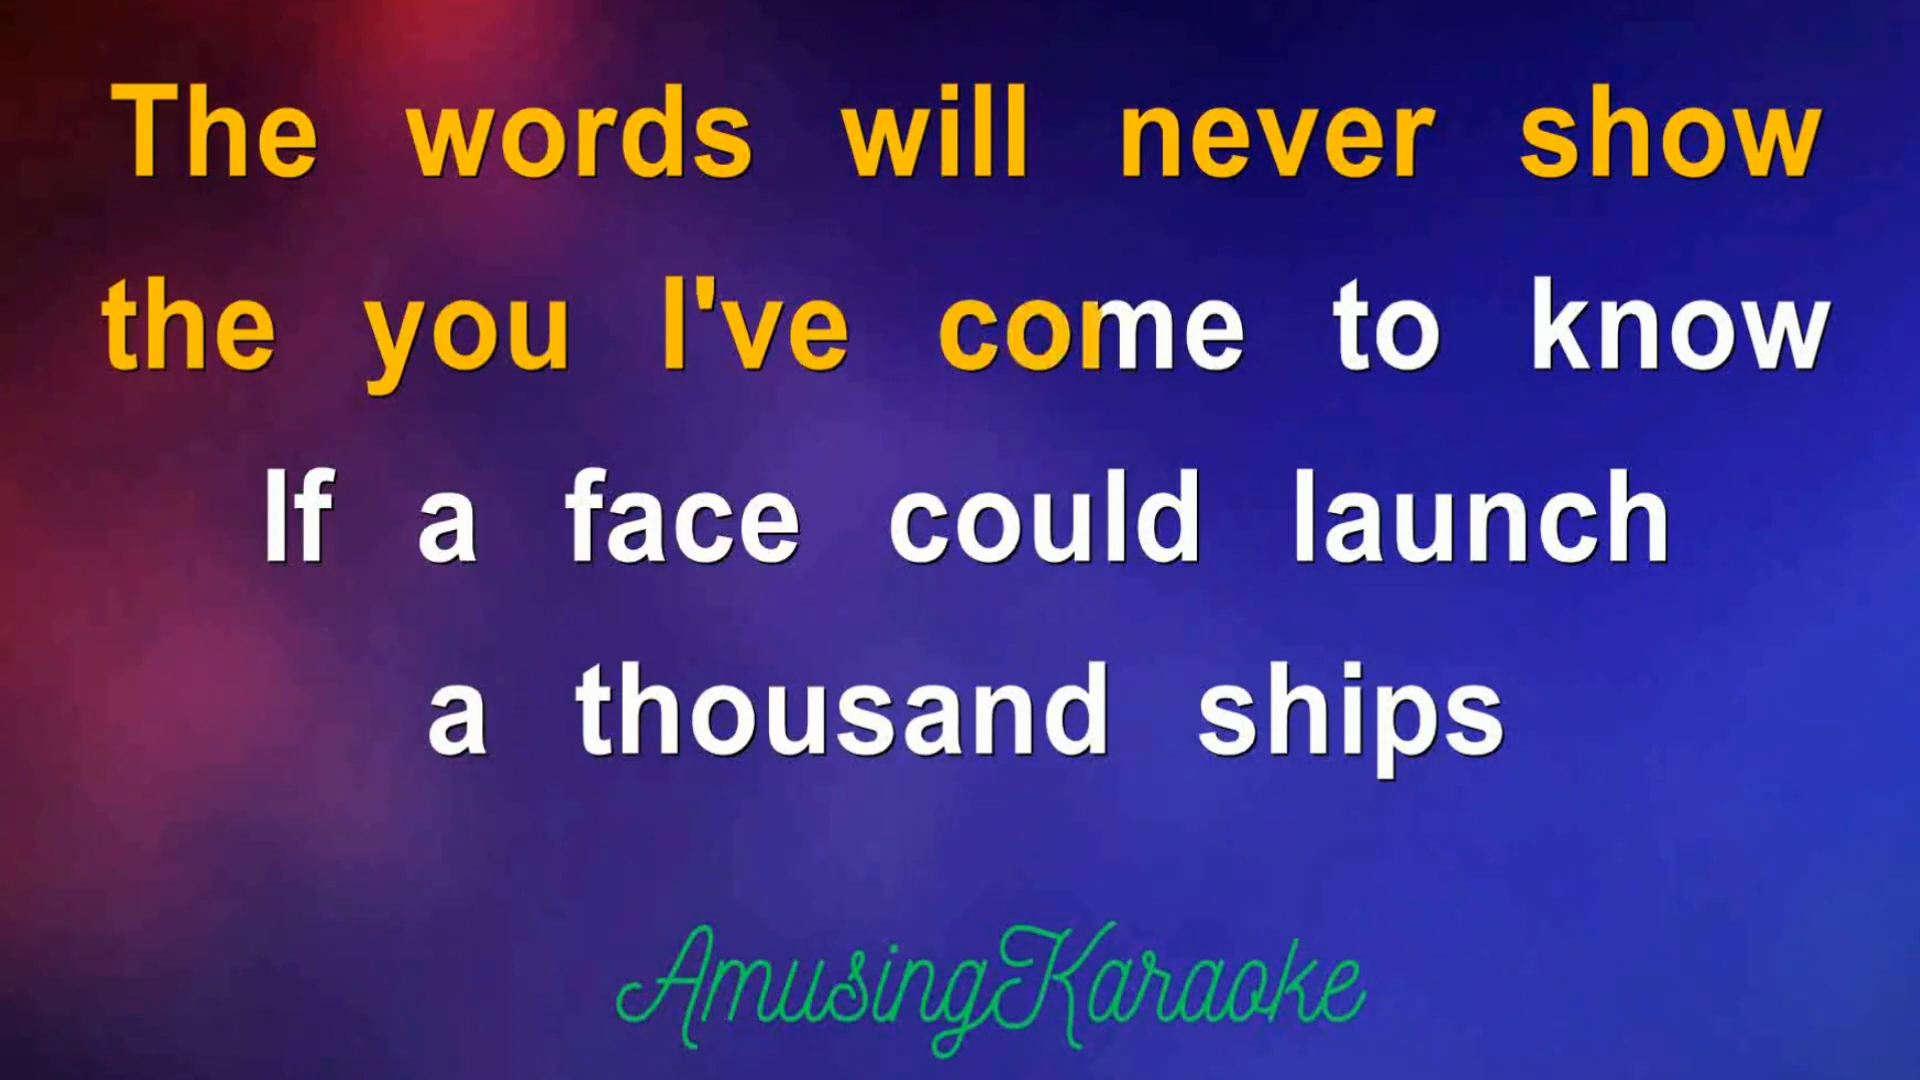 The words will never show
the you I've come to know
If a face could launch
a thousand ships
AmusingKaraoke